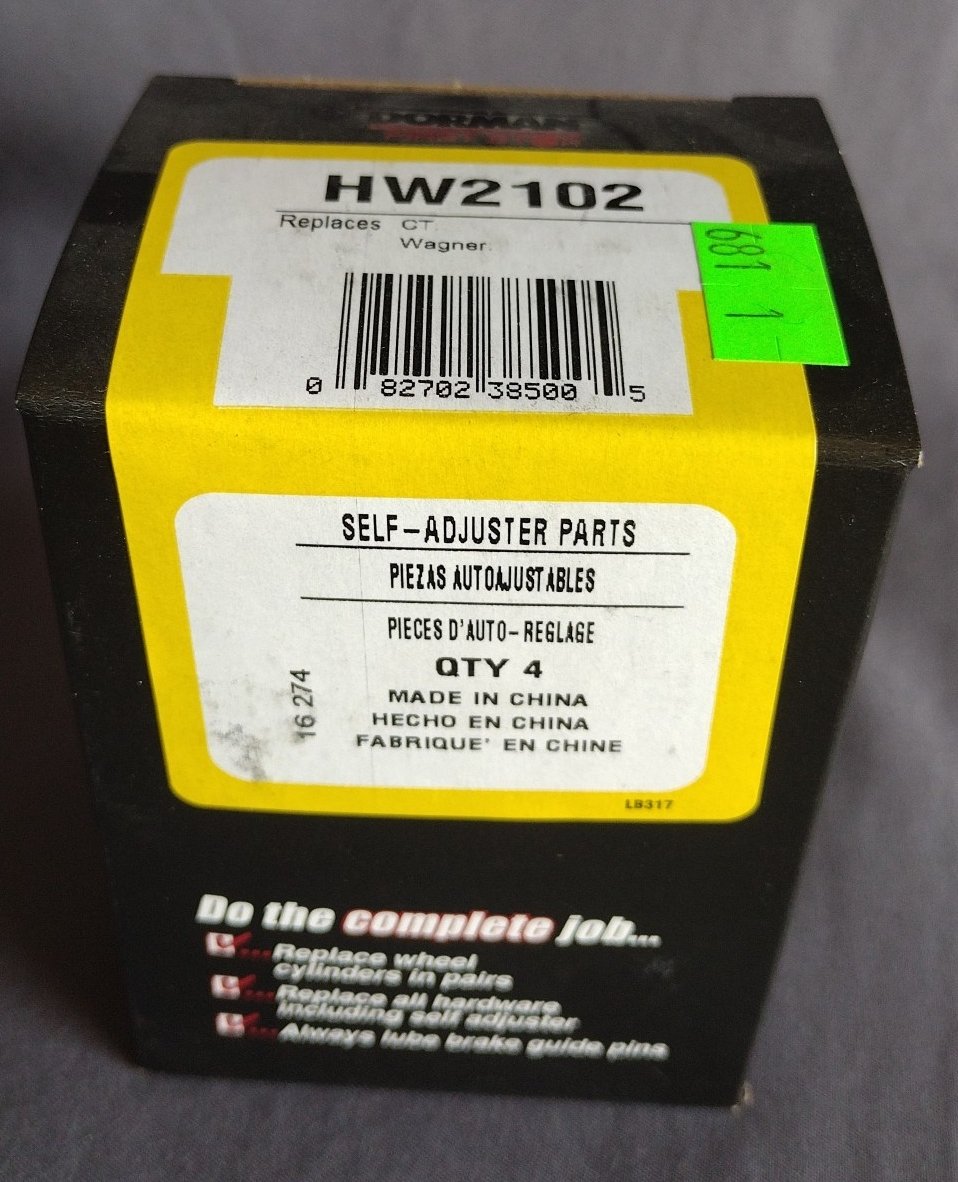 DORMAN
HW2102
Replaces CT.
Wagner.
681 1
0 82702 38500 5
SELF-ADJUSTER PARTS
PIEZAS AUTOAJUSTABLES
PIECES D'AUTO-REGLAGE
QTY 4
MADE IN CHINA
HECHO EN CHINA
FABRIQUE' EN CHINE
16 274
LB317
Do the complete job...
...Replace wheel
cylinders in pairs
...Replace all hardware
including self adjuster
...Always lube brake guide pins